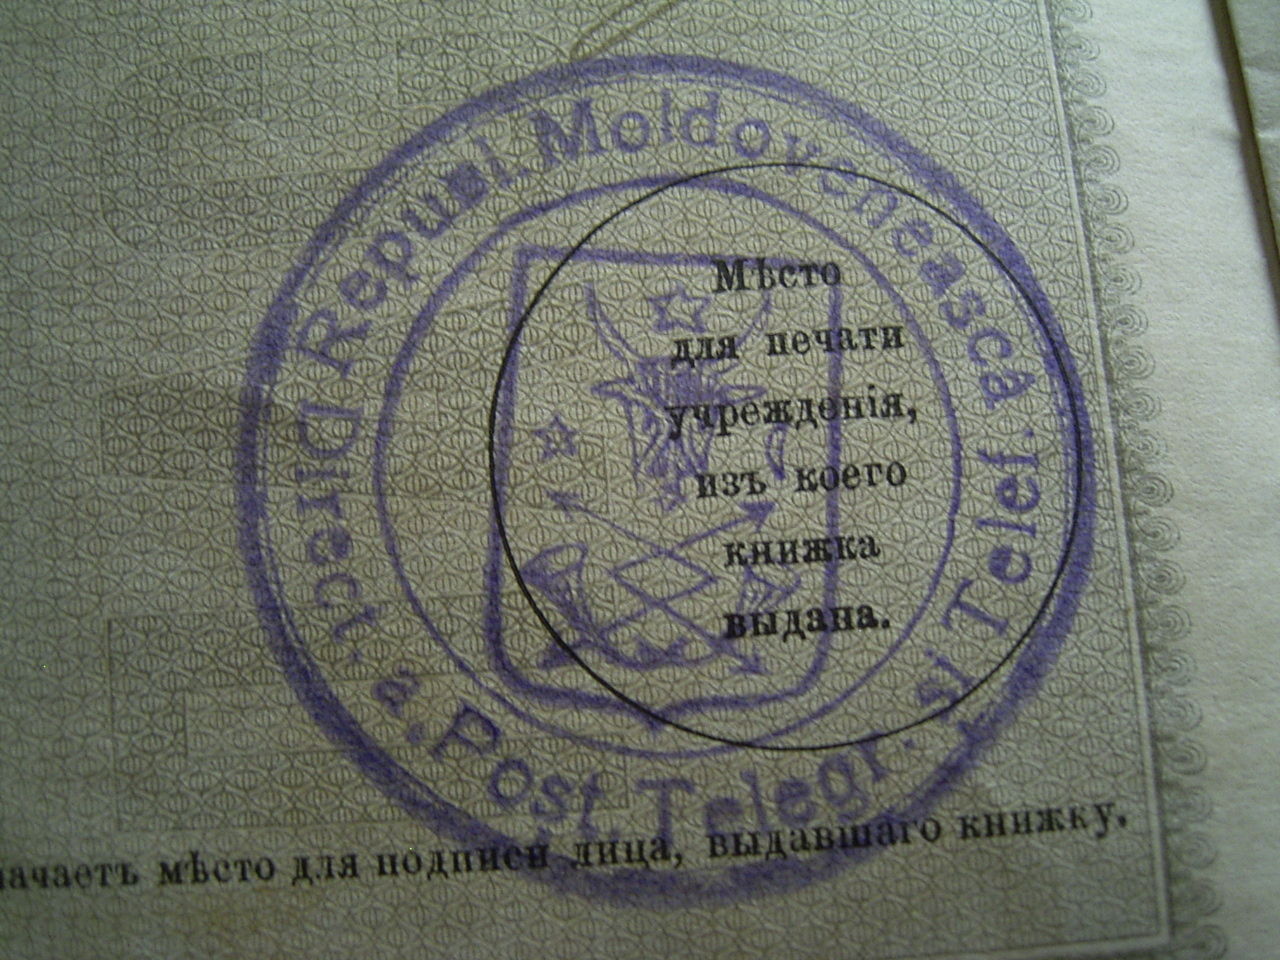 Republ. Moldovenească
Direct. a. Post. Telegr. și Telef.
Мѣсто
для печати
учрежденія,
изъ коего
книжка
выдана.
мѣсто для подписи лица, выдавшаго книжку.